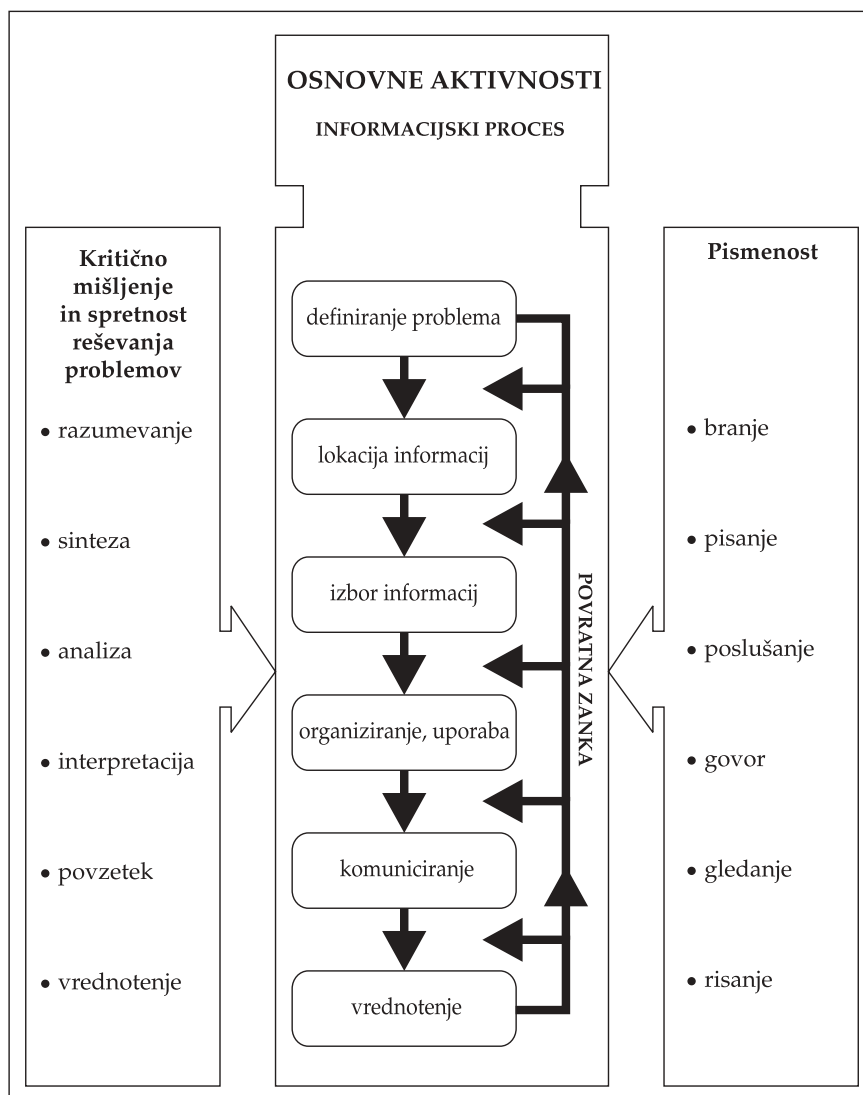 OSNOVNE AKTIVNOSTI
INFORMACIJSKI PROCES
Kritično
mišljenje
in spretnost
reševanja
problemov
• razumevanje
• sinteza
• analiza
• interpretacija
• povzetek
• vrednotenje
definiranje problema
lokacija informacij
izbor informacij
organiziranje, uporaba
komuniciranje
vrednotenje
POVRATNA ZANKA
Pismenost
• branje
• pisanje
• poslušanje
• govor
• gledanje
• risanje